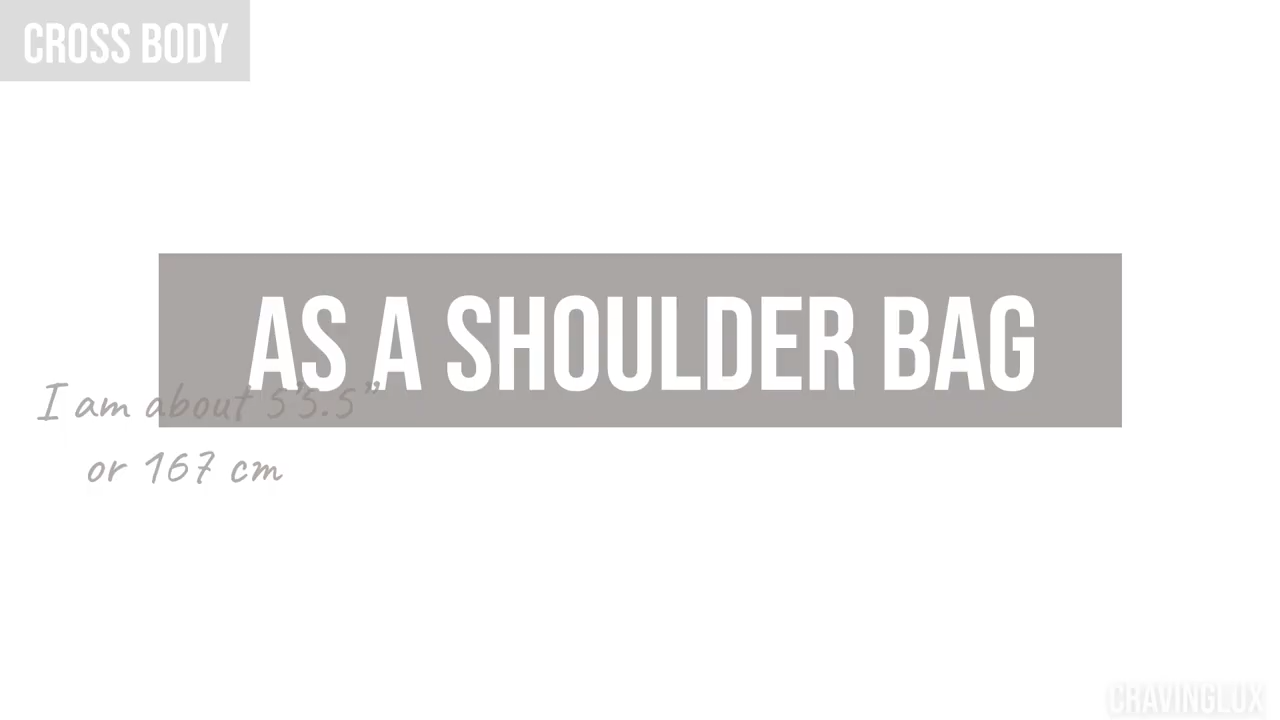 CROSS BODY
AS A SHOULDER BAG
I am about 5'5.5”
or 167 cm
CRAVINGLUX